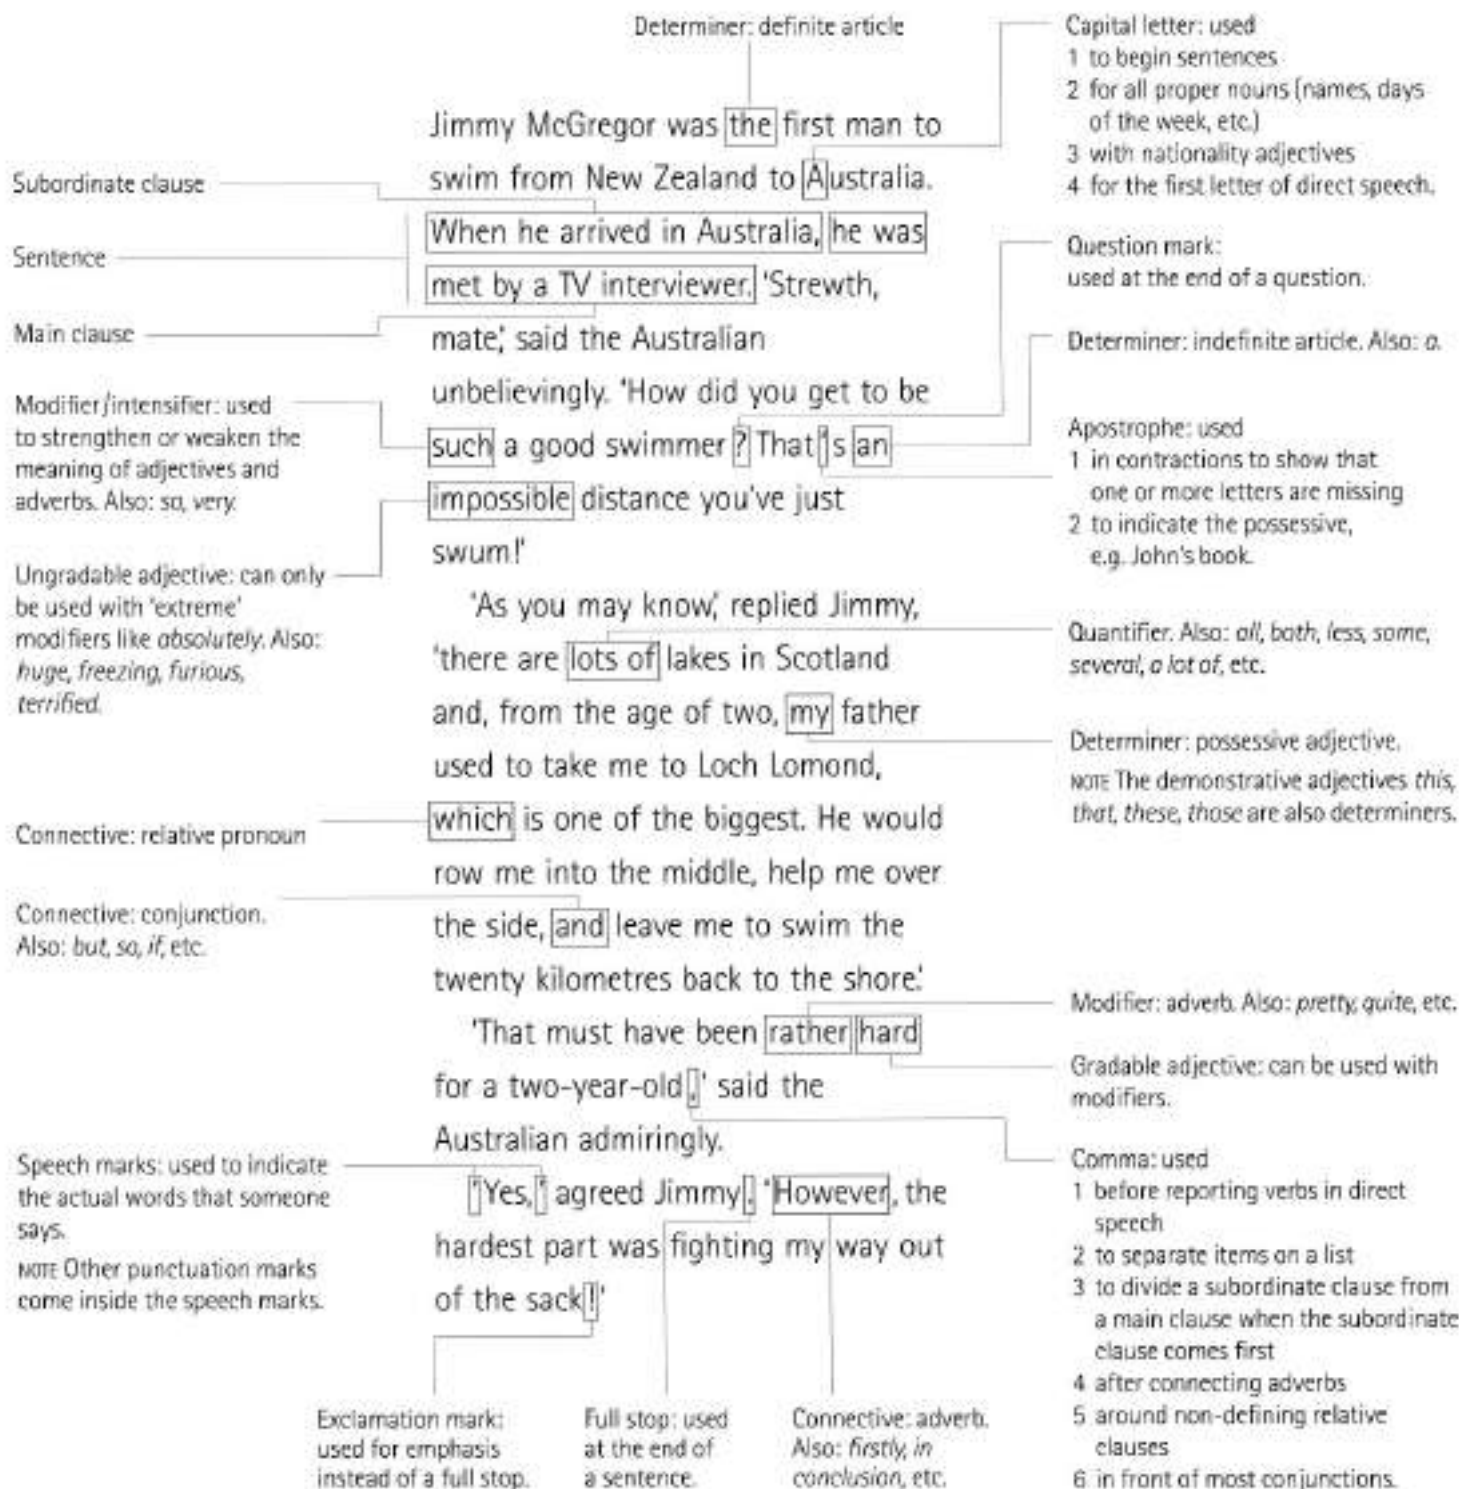 Determiner: definite article
Jimmy McGregor was the first man to
swim from New Zealand to Australia.
When he arrived in Australia, he was
met by a TV interviewer. 'Strewth,
mate,' said the Australian
unbelievingly. 'How did you get to be
such a good swimmer? That's an
impossible distance you've just
swum!'
'As you may know,' replied Jimmy,
'there are lots of lakes in Scotland
and, from the age of two, my father
used to take me to Loch Lomond,
which is one of the biggest. He would
row me into the middle, help me over
the side, and leave me to swim the
twenty kilometres back to the shore.'
'That must have been rather hard
for a two-year-old,' said the
Australian admiringly.
'Yes,' agreed Jimmy. 'However, the
hardest part was fighting my way out
of the sack!'
Subordinate clause
Sentence
Main clause
Modifier/intensifier: used
to strengthen or weaken the
meaning of adjectives and
adverbs. Also: so, very.
Ungradable adjective: can only
be used with 'extreme'
modifiers like absolutely. Also:
huge, freezing, furious,
terrified.
Connective: relative pronoun
Connective: conjunction.
Also: but, so, if, etc.
Speech marks: used to indicate
the actual words that someone
says.
NOTE Other punctuation marks
come inside the speech marks.
Capital letter: used
1 to begin sentences
2 for all proper nouns (names, days
of the week, etc.)
3 with nationality adjectives
4 for the first letter of direct speech.
Question mark:
used at the end of a question.
Determiner: indefinite article. Also: a.
Apostrophe: used
1 in contractions to show that
one or more letters are missing
2 to indicate the possessive,
e.g. John's book.
Quantifier. Also: all, both, less, some,
several, a lot of, etc.
Determiner: possessive adjective.
NOTE The demonstrative adjectives this,
that, these, those are also determiners.
Modifier: adverb. Also: pretty, quite, etc.
Gradable adjective: can be used with
modifiers.
Comma: used
1 before reporting verbs in direct
speech
2 to separate items on a list
3 to divide a subordinate clause from
a main clause when the subordinate
clause comes first
4 after connecting adverbs
5 around non-defining relative
clauses
6 in front of most conjunctions.
Exclamation mark:
used for emphasis
instead of a full stop.
Full stop: used
at the end of
a sentence.
Connective: adverb.
Also: firstly, in
conclusion, etc.